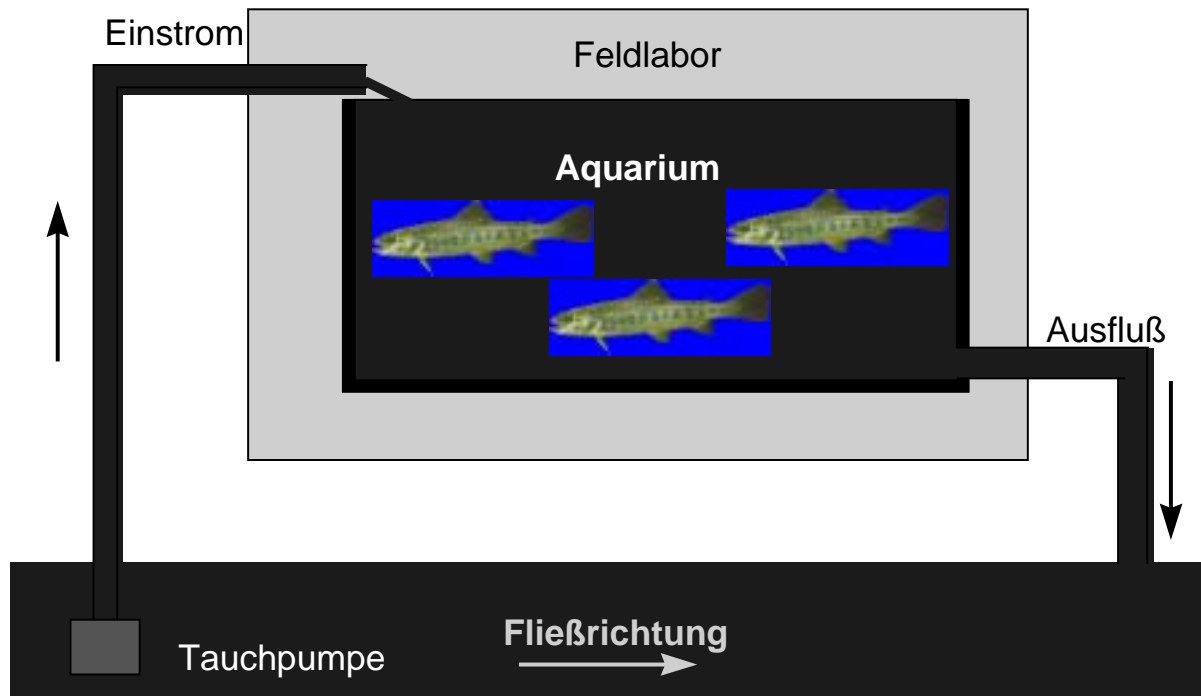 Einstrom
Feldlabor
Aquarium
Ausfluß
Fließrichtung
Tauchpumpe